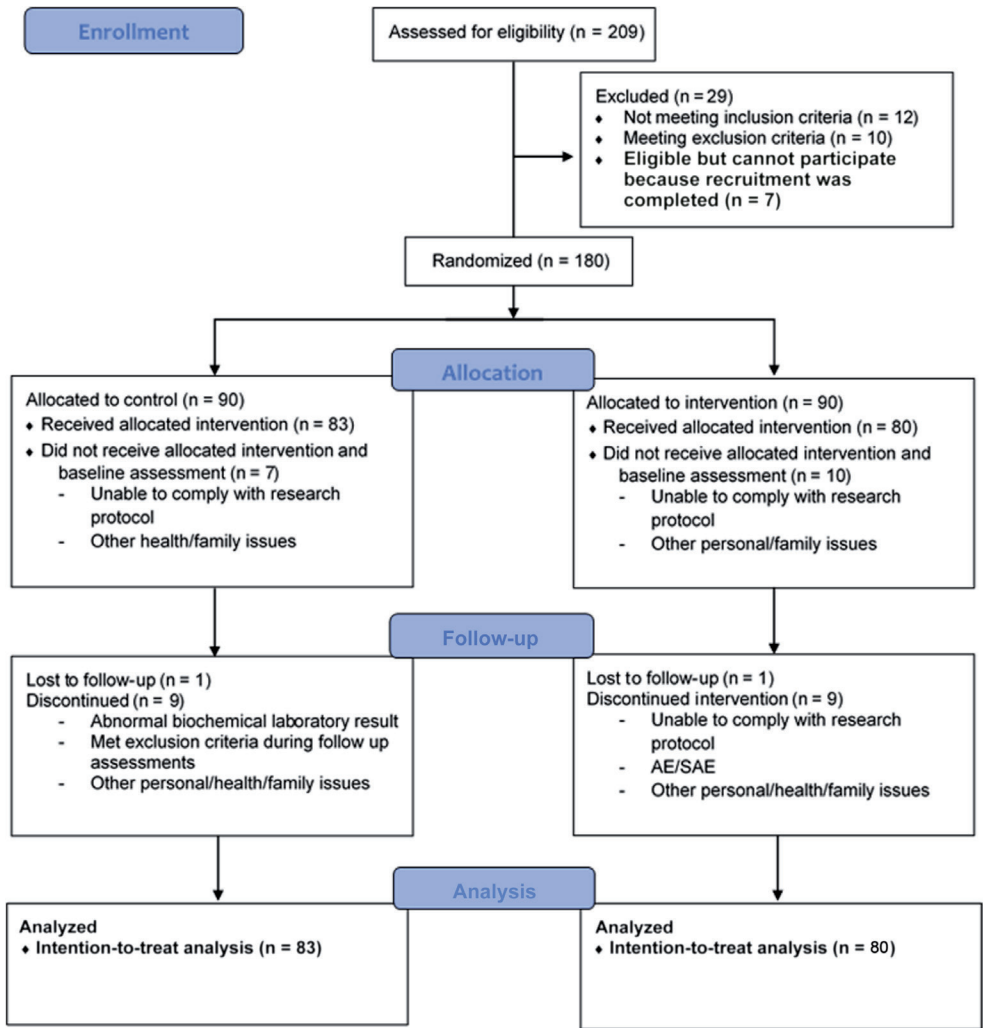 Enrollment
Assessed for eligibility (n = 209)
Excluded (n = 29)
♦ Not meeting inclusion criteria (n = 12)
♦ Meeting exclusion criteria (n = 10)
♦ Eligible but cannot participate
because recruitment was
completed (n = 7)
Randomized (n = 180)
Allocation
Allocated to control (n = 90)
♦ Received allocated intervention (n = 83)
♦ Did not receive allocated intervention and
baseline assessment (n = 7)
- Unable to comply with research
protocol
- Other health/family issues
Allocated to intervention (n = 90)
♦ Received allocated intervention (n = 80)
♦ Did not receive allocated intervention and
baseline assessment (n = 10)
- Unable to comply with research
protocol
- Other personal/family issues
Follow-up
Lost to follow-up (n = 1)
Discontinued (n = 9)
- Abnormal biochemical laboratory result
- Met exclusion criteria during follow up
assessments
- Other personal/health/family issues
Lost to follow-up (n = 1)
Discontinued intervention (n = 9)
- Unable to comply with research
protocol
- AE/SAE
- Other personal/health/family issues
Analysis
Analyzed
♦ Intention-to-treat analysis (n = 83)
Analyzed
♦ Intention-to-treat analysis (n = 80)